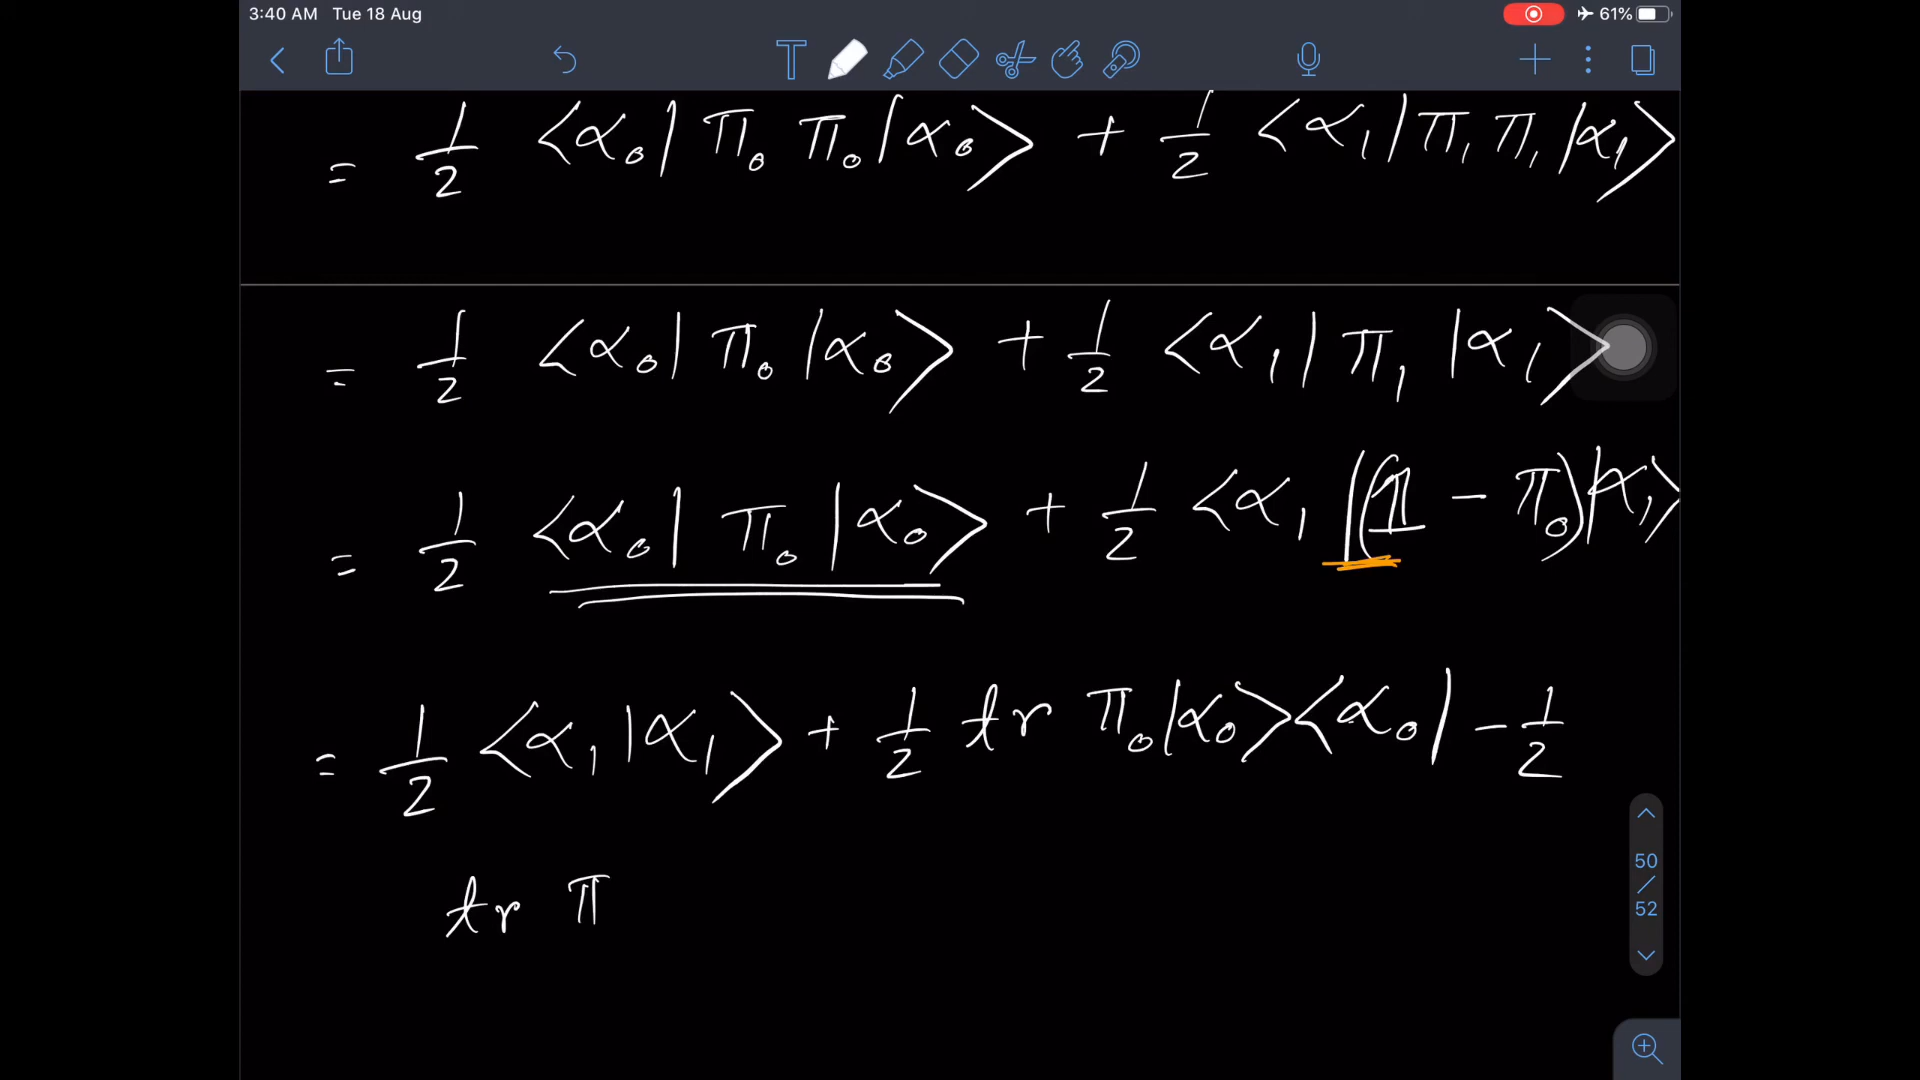 3:40 AM Tue 18 Aug 61%
= 1/2 <α₀| π₀ π₀ |α₀> + 1/2 <α₁| π₁ π₁ |α₁>
= 1/2 <α₀| π₀ |α₀> + 1/2 <α₁| π₁ |α₁>
= 1/2 <α₀| π₀ |α₀> + 1/2 <α₁ |(𝟙 - π₀)|α₁>
= 1/2 <α₁|α₁> + 1/2 tr π₀|α₀><α₀| - 1/2
tr π
50
/
52